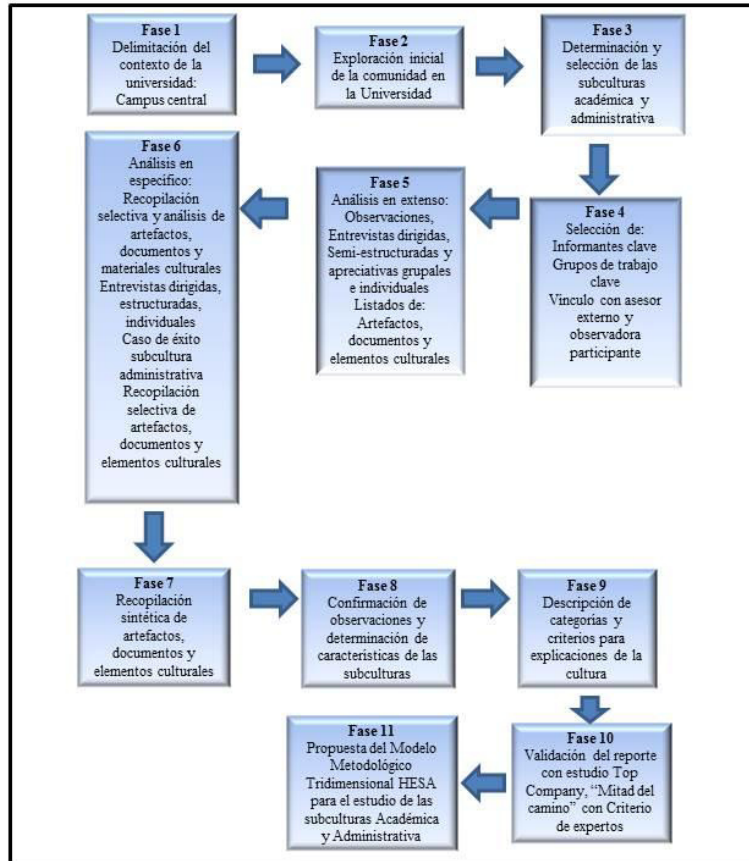 Fase 1
Delimitación del
contexto de la
universidad:
Campus central
Fase 2
Exploración inicial
de la comunidad en
la Universidad
Fase 3
Determinación y
selección de las
subculturas
académica y
administrativa
Fase 4
Selección de:
Informantes clave
Grupos de trabajo
clave
Vinculo con asesor
externo y
observadora
participante
Fase 5
Análisis en extenso:
Observaciones,
Entrevistas dirigidas,
Semi-estructuradas y
apreciativas grupales
e individuales
Listados de:
Artefactos,
documentos y
elementos culturales
Fase 6
Análisis en
especifico:
Recopilación
selectiva y análisis de
artefactos,
documentos y
materiales culturales
Entrevistas dirigidas,
estructuradas,
individuales
Caso de éxito
subcultura
administrativa
Recopilación
selectiva de
artefactos,
documentos y
elementos culturales
Fase 7
Recopilación
sintética de
artefactos,
documentos y
elementos culturales
Fase 8
Confirmación de
observaciones y
determinación de
características de las
subculturas
Fase 9
Descripción de
categorías y
criterios para
explicaciones de la
cultura
Fase 10
Validación del reporte
con estudio Top
Company, “Mitad del
camino” con Criterio
de expertos
Fase 11
Propuesta del Modelo
Metodológico
Tridimensional HESA
para el estudio de las
subculturas Académica
y Administrativa